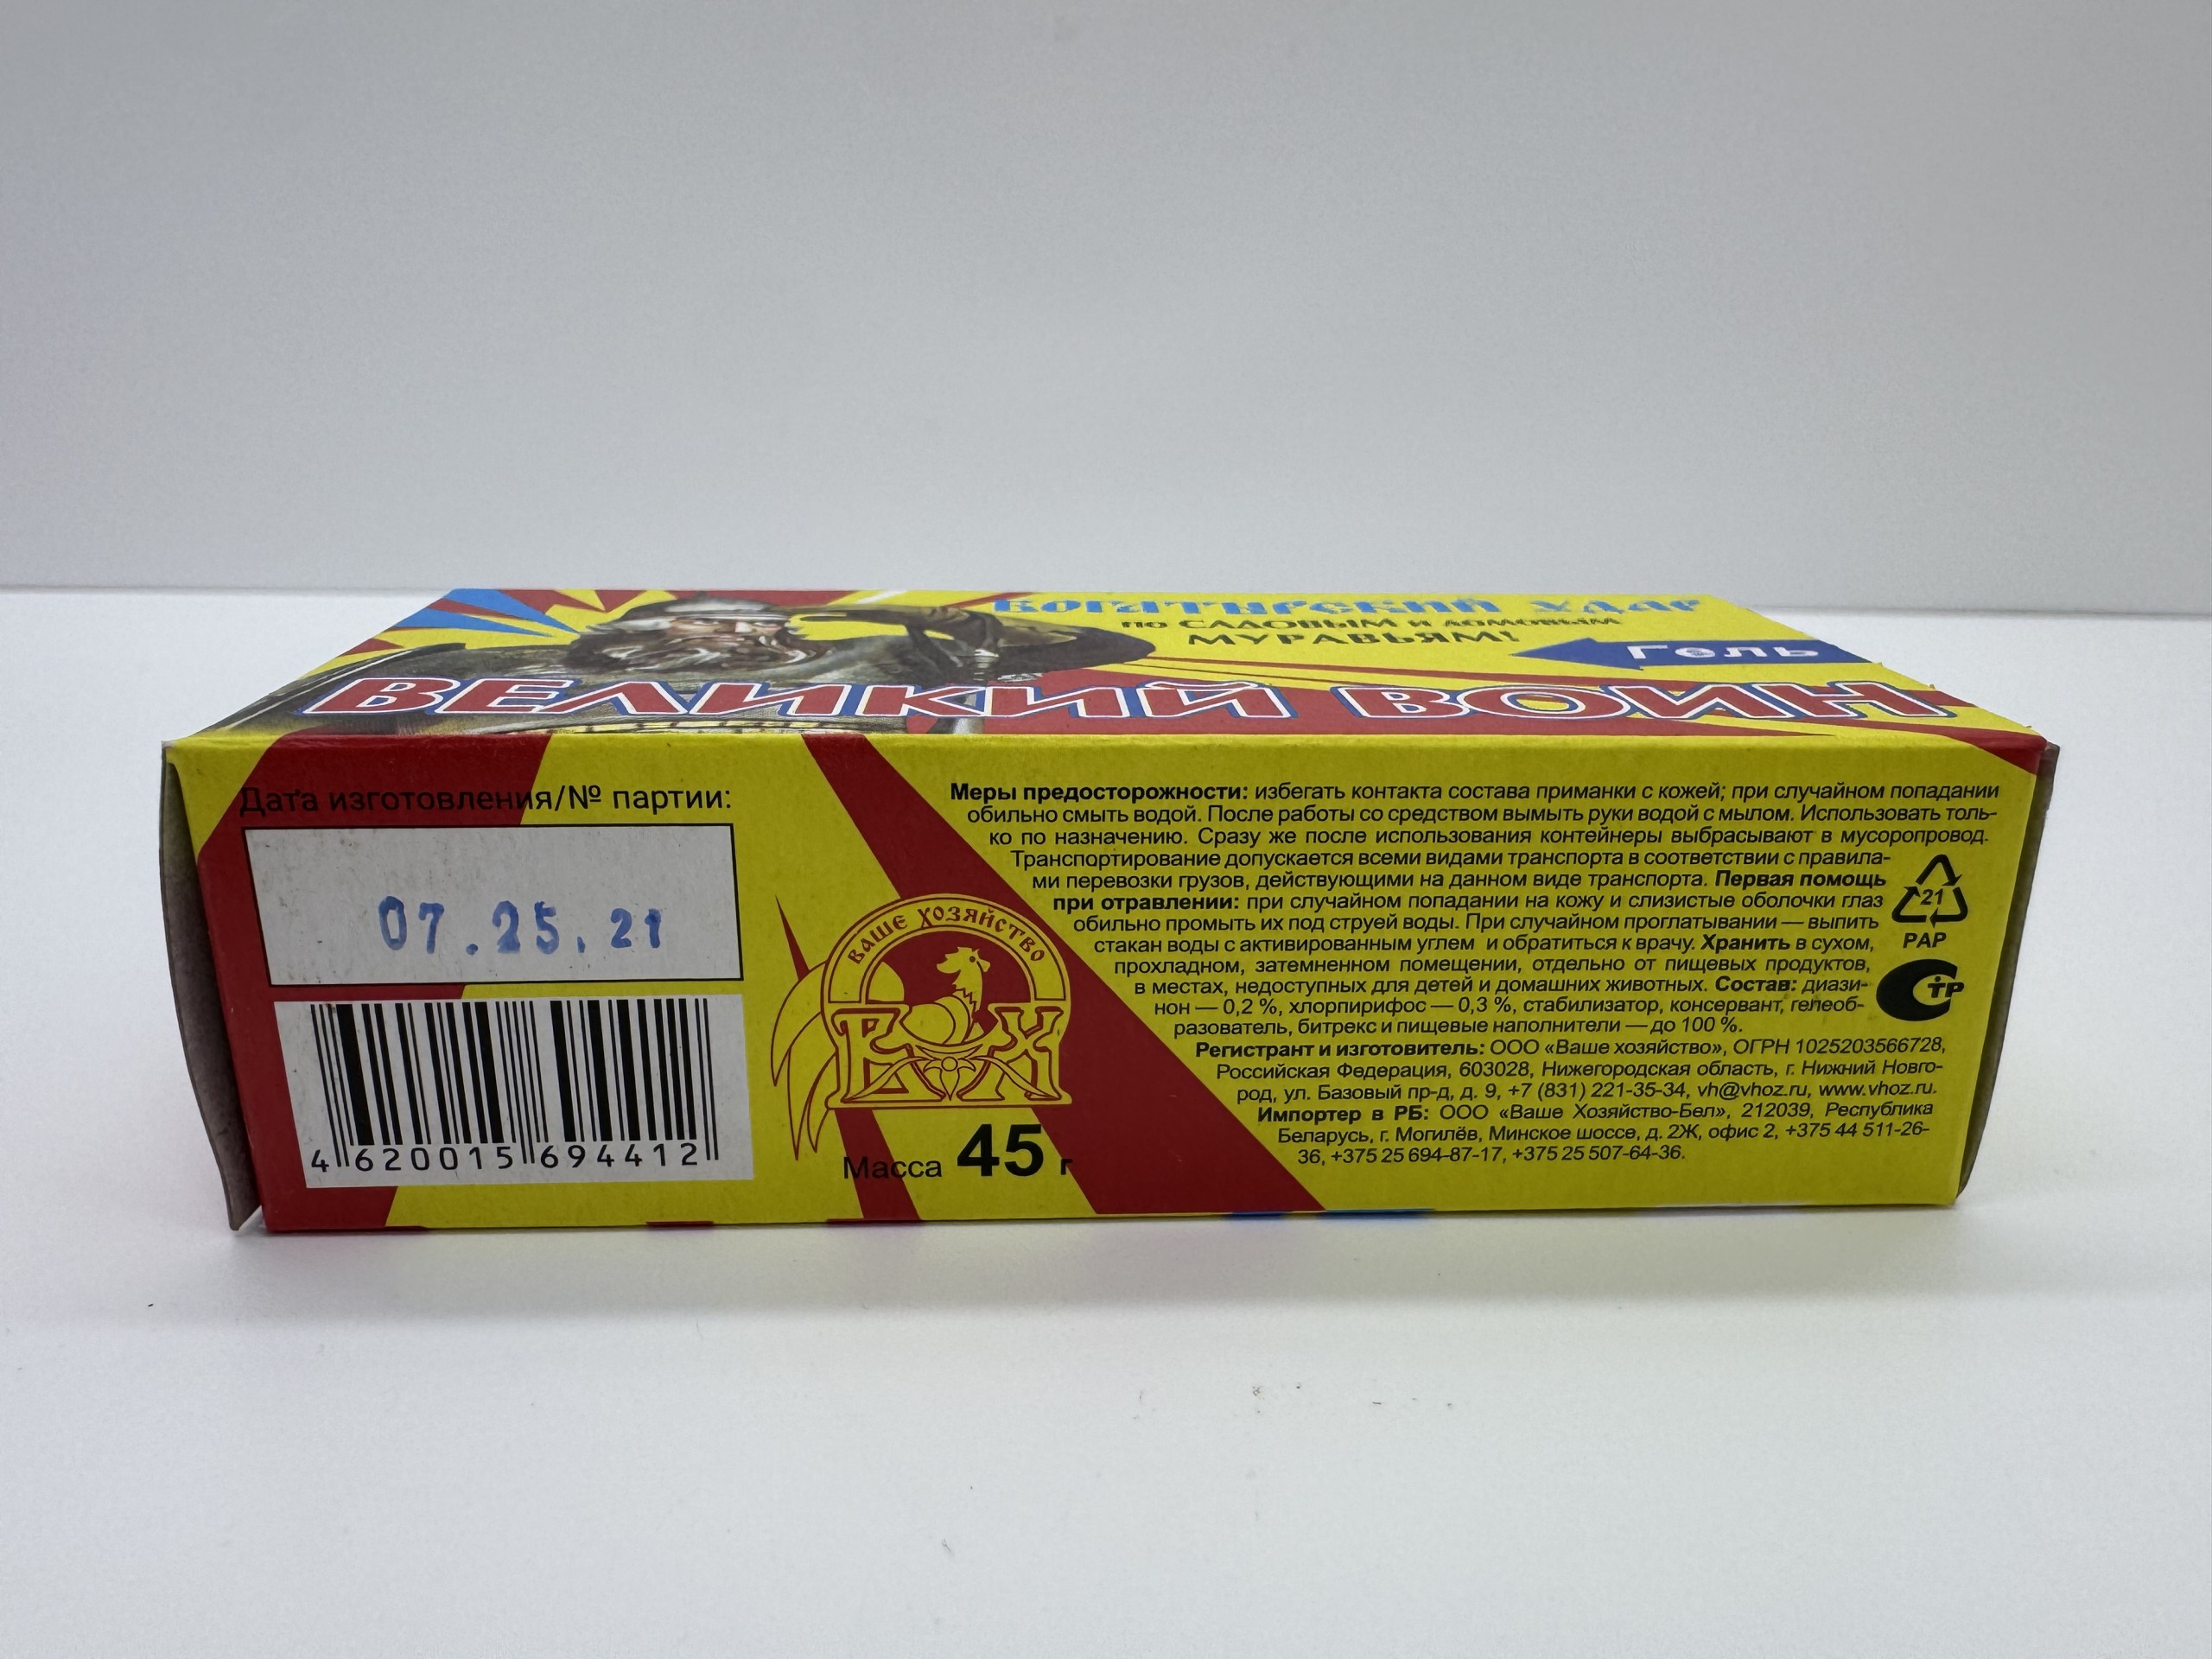 БОГАТЫРСКИЙ УДАР
ПО САДОВЫМ И ДОМОВЫМ
МУРАВЬЯМ!
ГЕЛЬ
ВЕЛИКИЙ ВОИН
Дата изготовления/№ партии:
07.25.21
4 620015 694412
ВАШЕ ХОЗЯЙСТВО
ВХ
Масса 45 г
Меры предосторожности: избегать контакта состава приманки с кожей; при случайном попадании
обильно смыть водой. После работы со средством вымыть руки водой с мылом. Использовать толь-
ко по назначению. Сразу же после использования контейнеры выбрасывают в мусоропровод.
Транспортирование допускается всеми видами транспорта в соответствии с правила-
ми перевозки грузов, действующими на данном виде транспорта. Первая помощь
при отравлении: при случайном попадании на кожу и слизистые оболочки глаз
обильно промыть их под струей воды. При случайном проглатывании — выпить
стакан воды с активированным углем и обратиться к врачу. Хранить в сухом,
прохладном, затемненном помещении, отдельно от пищевых продуктов,
в местах, недоступных для детей и домашних животных. Состав: диази-
нон — 0,2 %, хлорпирифос — 0,3 %, стабилизатор, консервант, гелеоб-
разователь, битрекс и пищевые наполнители — до 100 %.
Регистрант и изготовитель: ООО «Ваше хозяйство», ОГРН 1025203566728,
Российская Федерация, 603028, Нижегородская область, г. Нижний Новго-
род, ул. Базовый пр-д, д. 9, +7 (831) 221-35-34, vh@vhoz.ru, www.vhoz.ru.
Импортер в РБ: ООО «Ваше Хозяйство-Бел», 212039, Республика
Беларусь, г. Могилёв, Минское шоссе, д. 2Ж, офис 2, +375 44 511-26-
36, +375 25 694-87-17, +375 25 507-64-36.
21
PAP
СТР